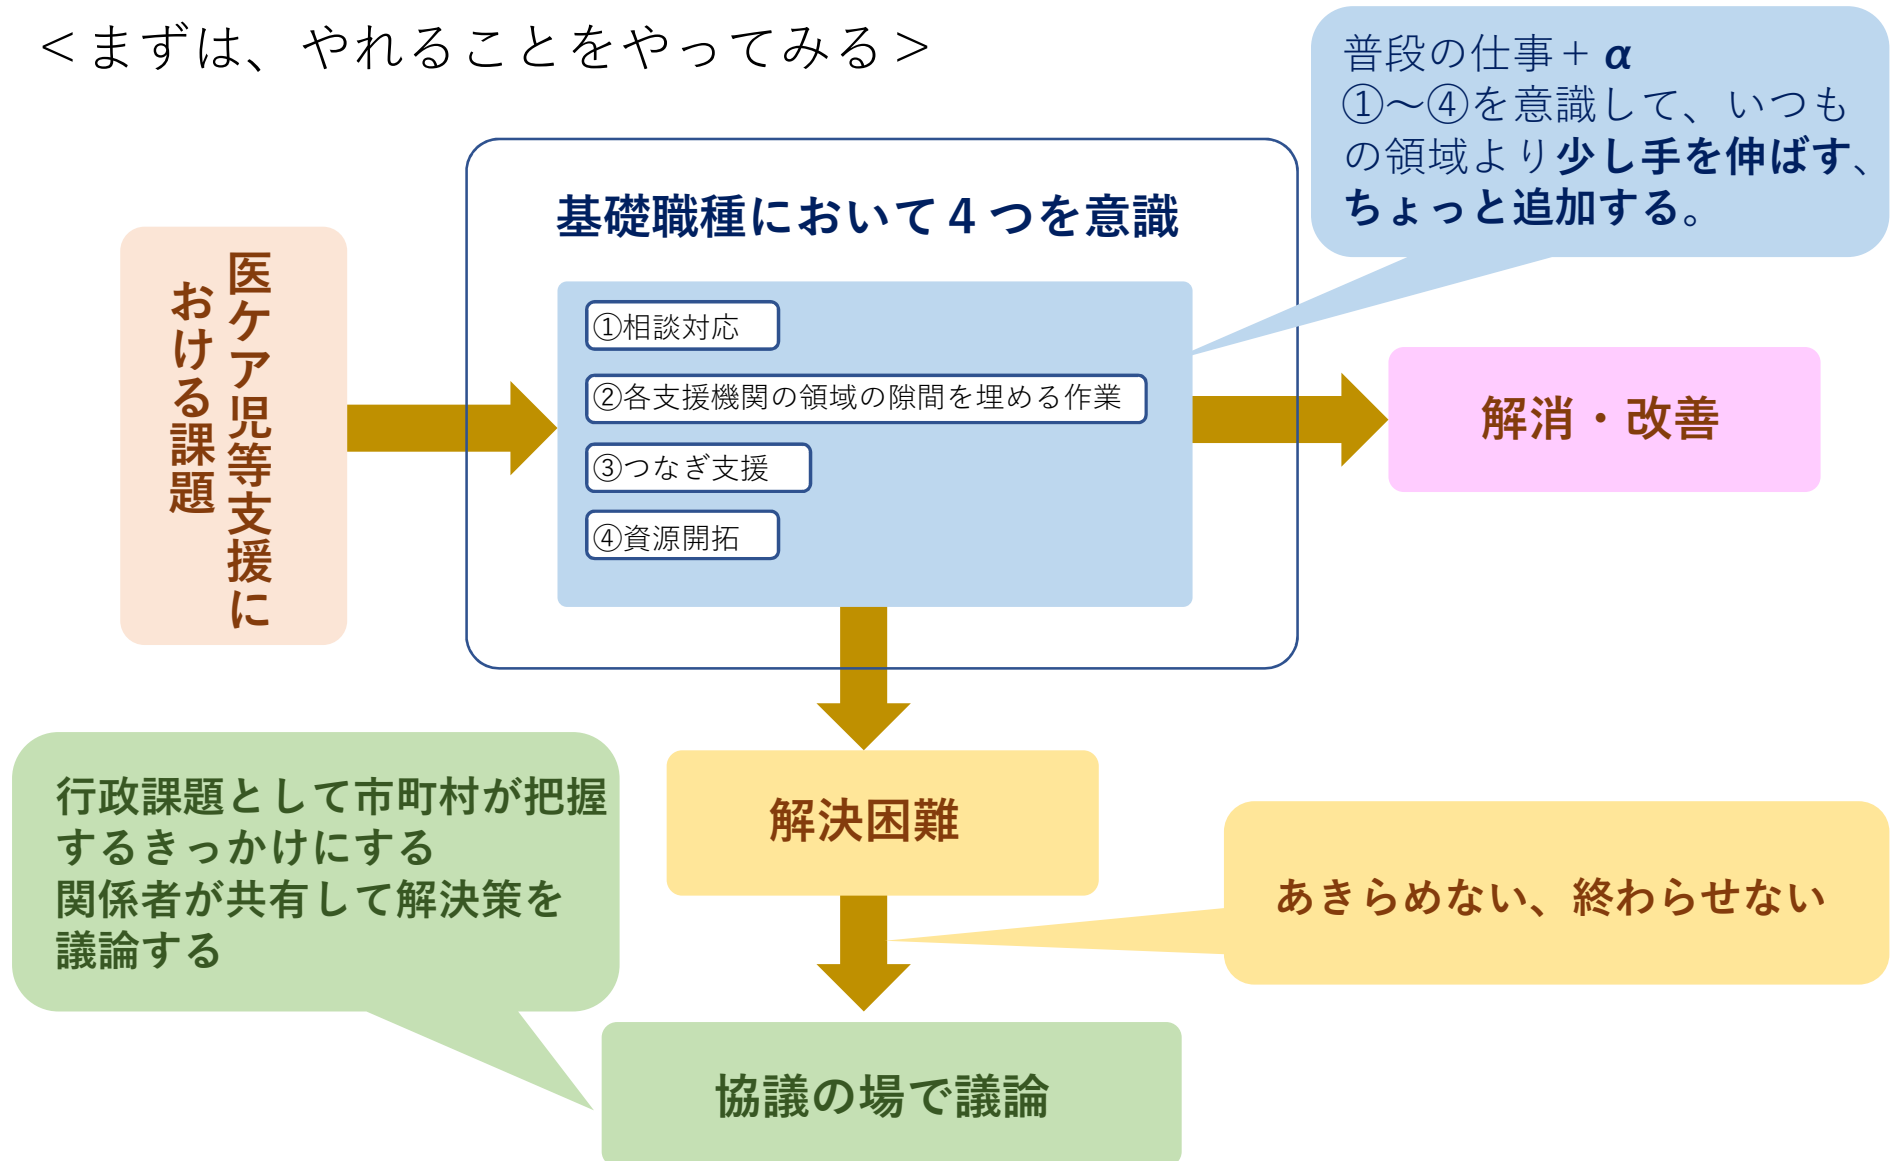 ＜まずは、やれることをやってみる＞
普段の仕事＋α
①～④を意識して、いつも
の領域より少し手を伸ばす、
ちょっと追加する。
基礎職種において４つを意識
医ケア児等支援に
おける課題
①相談対応
②各支援機関の領域の隙間を埋める作業
③つなぎ支援
④資源開拓
解消・改善
行政課題として市町村が把握
するきっかけにする
関係者が共有して解決策を
議論する
解決困難
あきらめない、終わらせない
協議の場で議論